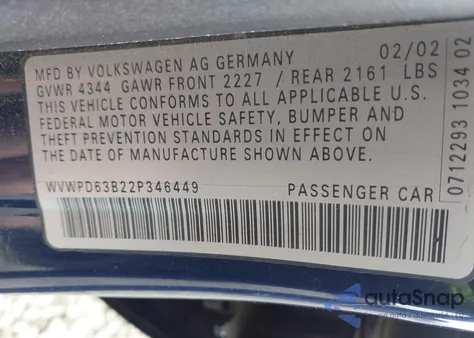 MFD BY VOLKSWAGEN AG GERMANY 02/02
GVWR 4344 GAWR FRONT 2227 / REAR 2161 LBS
THIS VEHICLE CONFORMS TO ALL APPLICABLE U.S.
FEDERAL MOTOR VEHICLE SAFETY, BUMPER AND
THEFT PREVENTION STANDARDS IN EFFECT ON
THE DATE OF MANUFACTURE SHOWN ABOVE.
WVWPD63B22P346449 PASSENGER CAR
07122293 1034 02
autoSnap